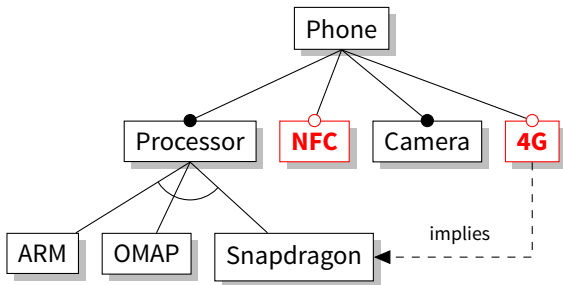 Phone
Processor
NFC
Camera
4G
ARM
OMAP
Snapdragon
implies